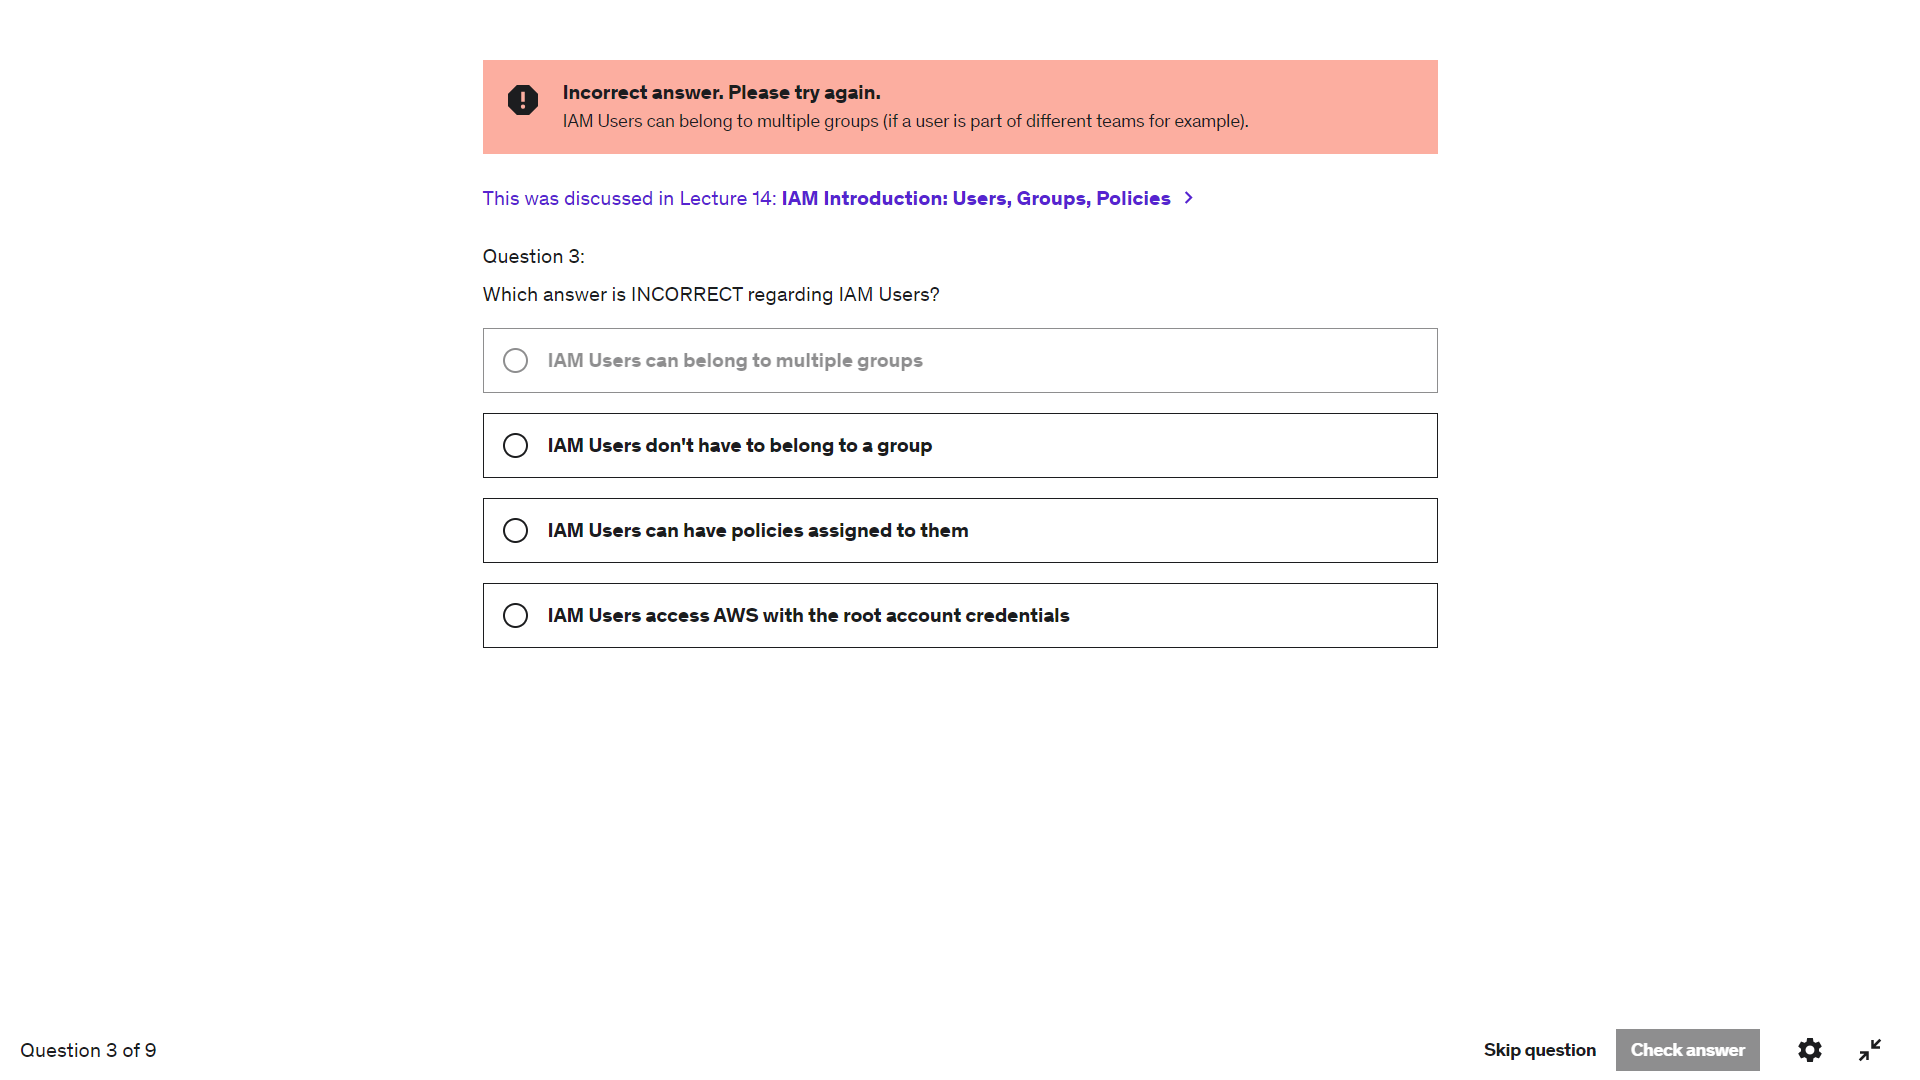 Incorrect answer. Please try again.
IAM Users can belong to multiple groups (if a user is part of different teams for example).
This was discussed in Lecture 14: IAM Introduction: Users, Groups, Policies
Question 3:
Which answer is INCORRECT regarding IAM Users?
IAM Users can belong to multiple groups
IAM Users don't have to belong to a group
IAM Users can have policies assigned to them
IAM Users access AWS with the root account credentials
Question 3 of 9
Skip question
Check answer